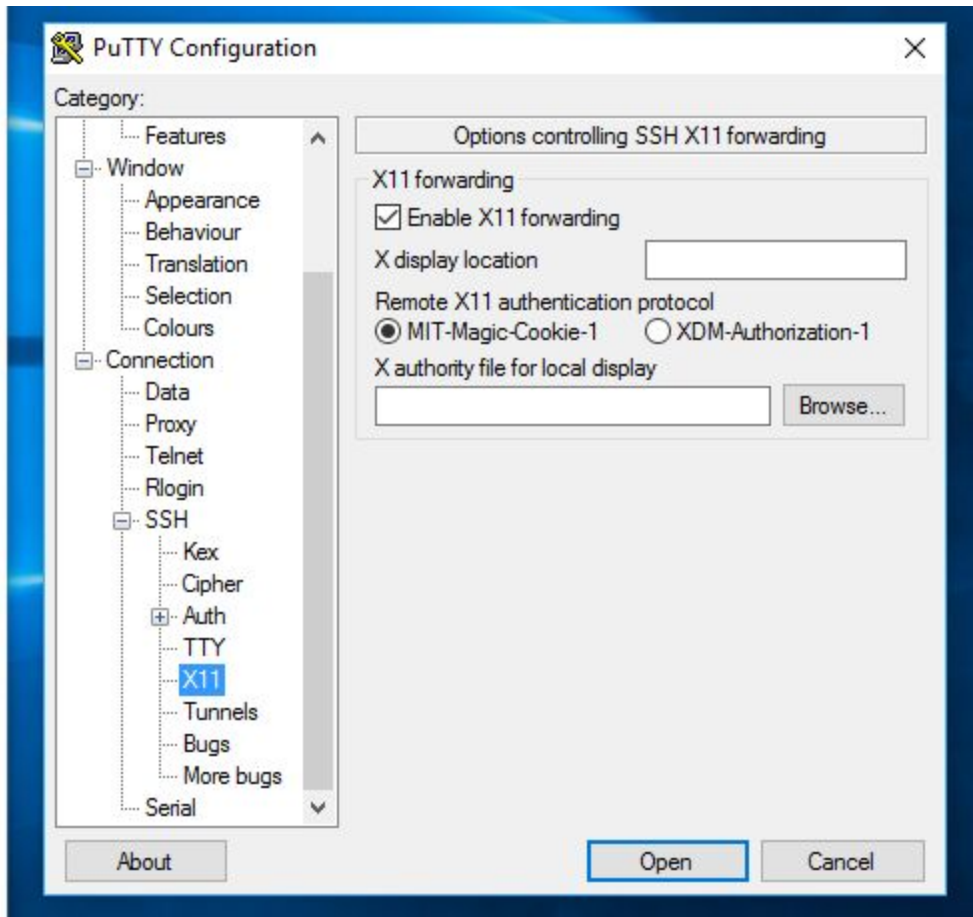 PuTTY Configuration
Category:
Features
Window
Appearance
Behaviour
Translation
Selection
Colours
Connection
Data
Proxy
Telnet
Rlogin
SSH
Kex
Cipher
Auth
TTY
X11
Tunnels
Bugs
More bugs
Serial
Options controlling SSH X11 forwarding
X11 forwarding
Enable X11 forwarding
X display location
Remote X11 authentication protocol
MIT-Magic-Cookie-1 XDM-Authorization-1
X authority file for local display
Browse...
About Open Cancel